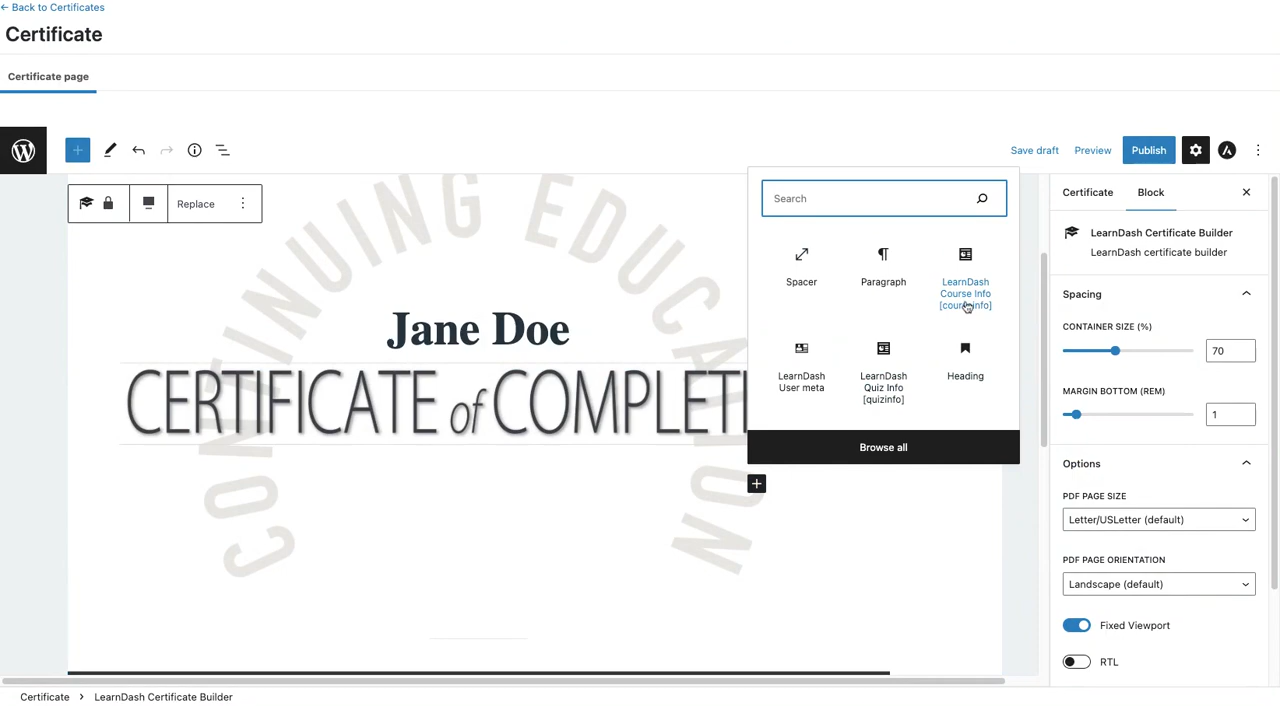 ← Back to Certificates
Certificate
Certificate page
Save draft
Preview
Publish
Replace
Search
Spacer
Paragraph
LearnDash
Course Info
[courseinfo]
LearnDash
User meta
LearnDash
Quiz Info
[quizinfo]
Heading
Browse all
CONTINUING EDUCATION
Jane Doe
CERTIFICATE of COMPLETI
Certificate
Block
LearnDash Certificate Builder
LearnDash certificate builder
Spacing
CONTAINER SIZE (%)
70
MARGIN BOTTOM (REM)
1
Options
PDF PAGE SIZE
Letter/USLetter (default)
PDF PAGE ORIENTATION
Landscape (default)
Fixed Viewport
RTL
Certificate > LearnDash Certificate Builder